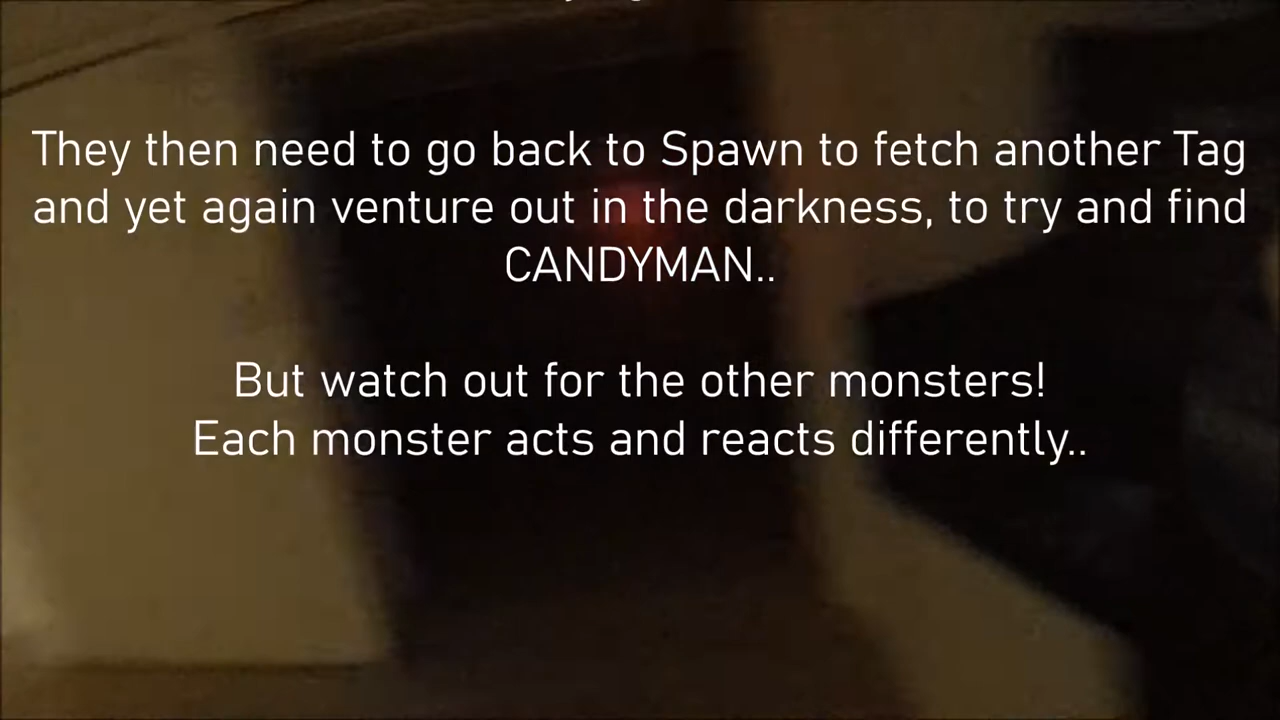 They then need to go back to Spawn to fetch another Tag
and yet again venture out in the darkness, to try and find
CANDYMAN..
But watch out for the other monsters!
Each monster acts and reacts differently..